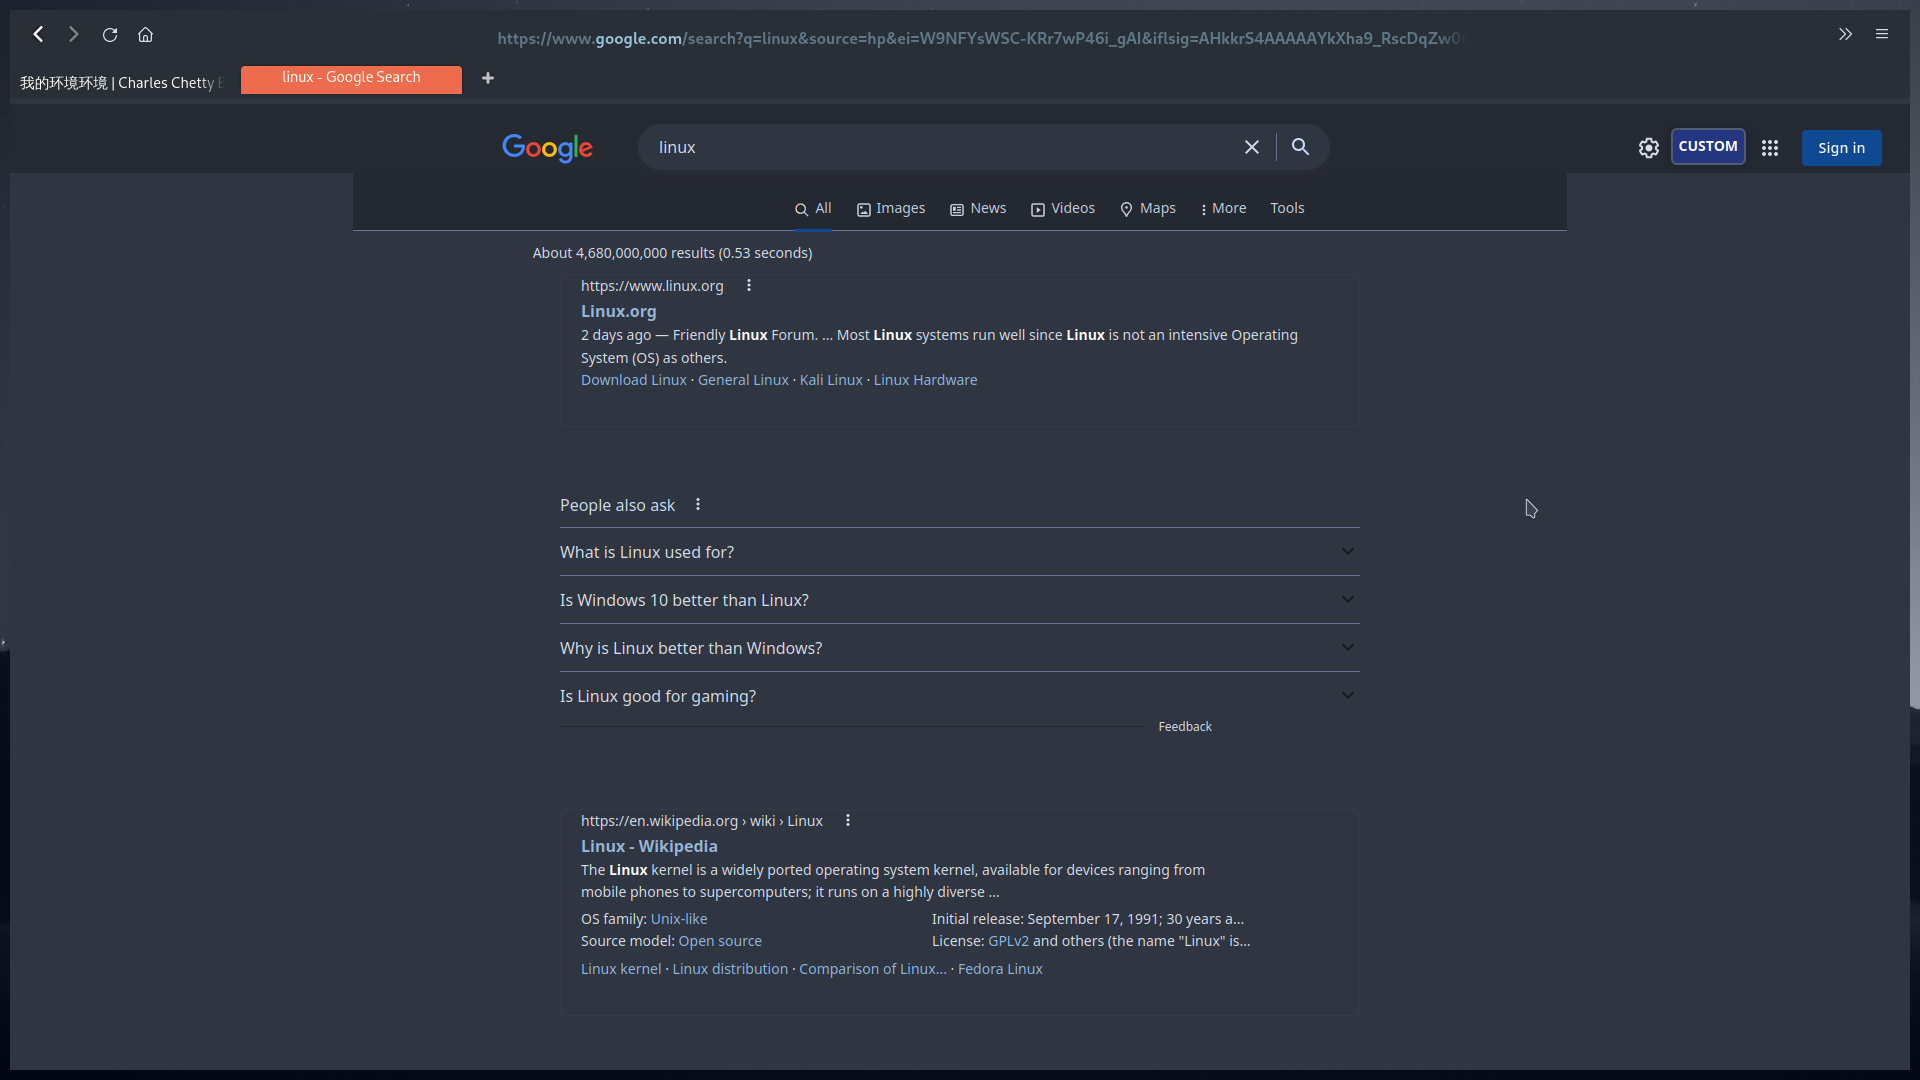 https://www.google.com/search?q=linux&source=hp&ei=W9NFYsWSC-KRr7wP46i_gAI&iflsig=AHkkrS4AAAAAYkXha9_RscDqZw
我的环境环境 | Charles Chetty
linux - Google Search
Google
linux
CUSTOM
Sign in
All Images News Videos Maps More Tools
About 4,680,000,000 results (0.53 seconds)
https://www.linux.org
Linux.org
2 days ago — Friendly Linux Forum. ... Most Linux systems run well since Linux is not an intensive Operating
System (OS) as others.
Download Linux · General Linux · Kali Linux · Linux Hardware
People also ask
What is Linux used for?
Is Windows 10 better than Linux?
Why is Linux better than Windows?
Is Linux good for gaming?
Feedback
https://en.wikipedia.org › wiki › Linux
Linux - Wikipedia
The Linux kernel is a widely ported operating system kernel, available for devices ranging from
mobile phones to supercomputers; it runs on a highly diverse ...
OS family: Unix-like
Initial release: September 17, 1991; 30 years a...
Source model: Open source
License: GPLv2 and others (the name "Linux" is...
Linux kernel · Linux distribution · Comparison of Linux... · Fedora Linux